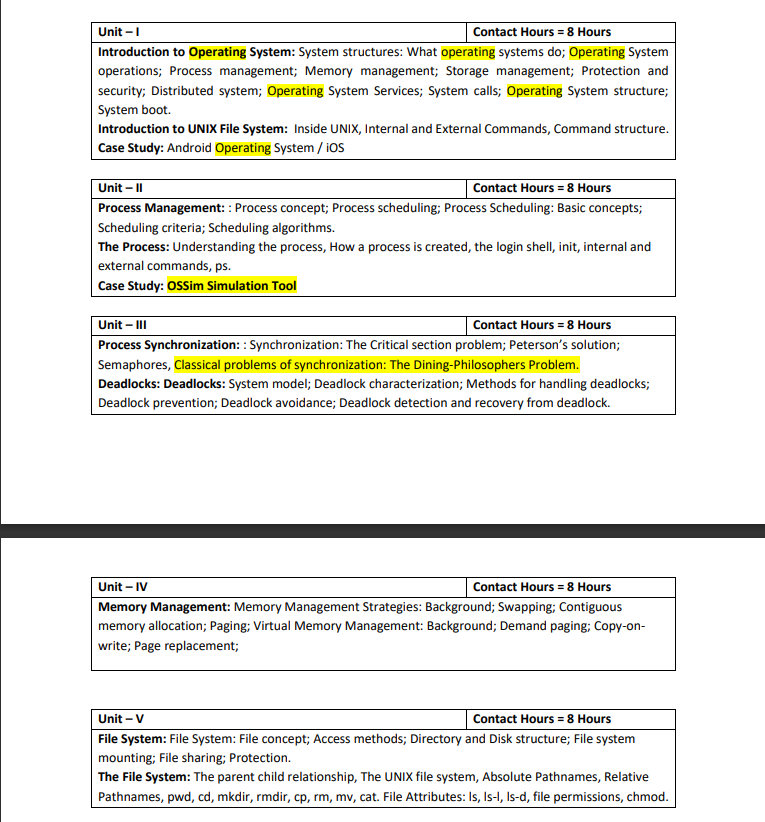 Unit – I Contact Hours = 8 Hours
Introduction to Operating System: System structures: What operating systems do; Operating System
operations; Process management; Memory management; Storage management; Protection and
security; Distributed system; Operating System Services; System calls; Operating System structure;
System boot.
Introduction to UNIX File System: Inside UNIX, Internal and External Commands, Command structure.
Case Study: Android Operating System / iOS
Unit – II Contact Hours = 8 Hours
Process Management: : Process concept; Process scheduling; Process Scheduling: Basic concepts;
Scheduling criteria; Scheduling algorithms.
The Process: Understanding the process, How a process is created, the login shell, init, internal and
external commands, ps.
Case Study: OSSim Simulation Tool
Unit – III Contact Hours = 8 Hours
Process Synchronization: : Synchronization: The Critical section problem; Peterson’s solution;
Semaphores, Classical problems of synchronization: The Dining-Philosophers Problem.
Deadlocks: Deadlocks: System model; Deadlock characterization; Methods for handling deadlocks;
Deadlock prevention; Deadlock avoidance; Deadlock detection and recovery from deadlock.
Unit – IV Contact Hours = 8 Hours
Memory Management: Memory Management Strategies: Background; Swapping; Contiguous
memory allocation; Paging; Virtual Memory Management: Background; Demand paging; Copy-on-
write; Page replacement;
Unit – V Contact Hours = 8 Hours
File System: File System: File concept; Access methods; Directory and Disk structure; File system
mounting; File sharing; Protection.
The File System: The parent child relationship, The UNIX file system, Absolute Pathnames, Relative
Pathnames, pwd, cd, mkdir, rmdir, cp, rm, mv, cat. File Attributes: ls, ls-l, ls-d, file permissions, chmod.